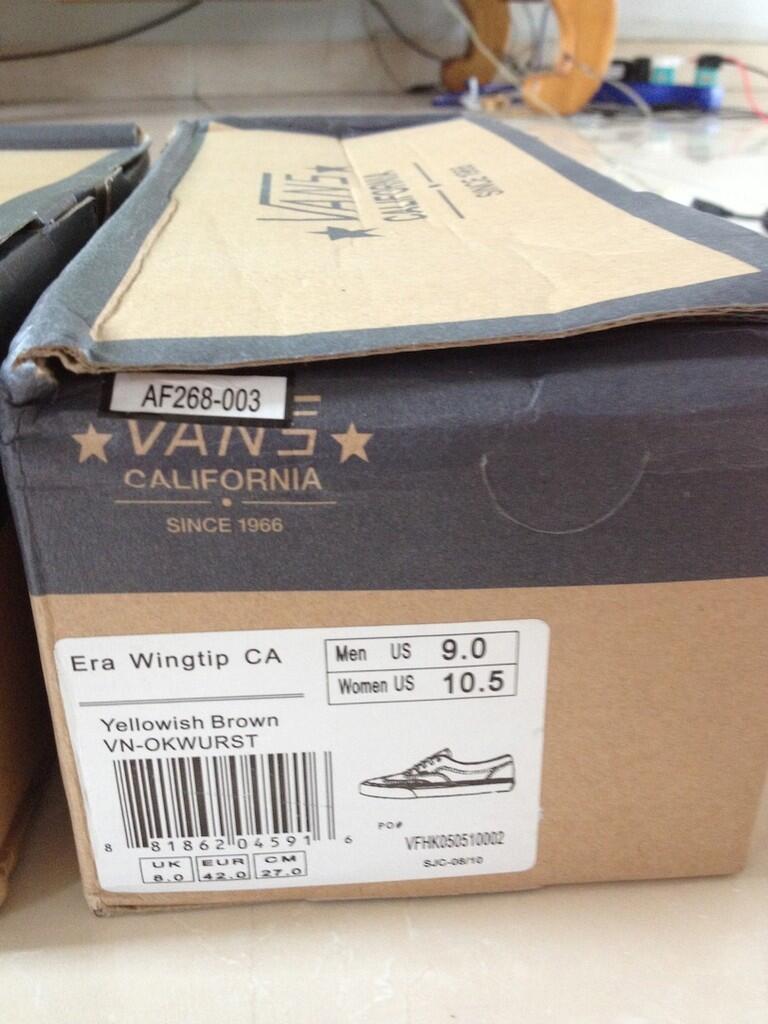 VANS
CALIFORNIA
SINCE 1966
AF268-003
VANS
CALIFORNIA
SINCE 1966
Era Wingtip CA
Men US 9.0
Women US 10.5
Yellowish Brown
VN-OKWURST
8 81862 04591 6
PO#
VFHK050510002
SJC-08/10
UK EUR CM
8.0 42.0 27.0